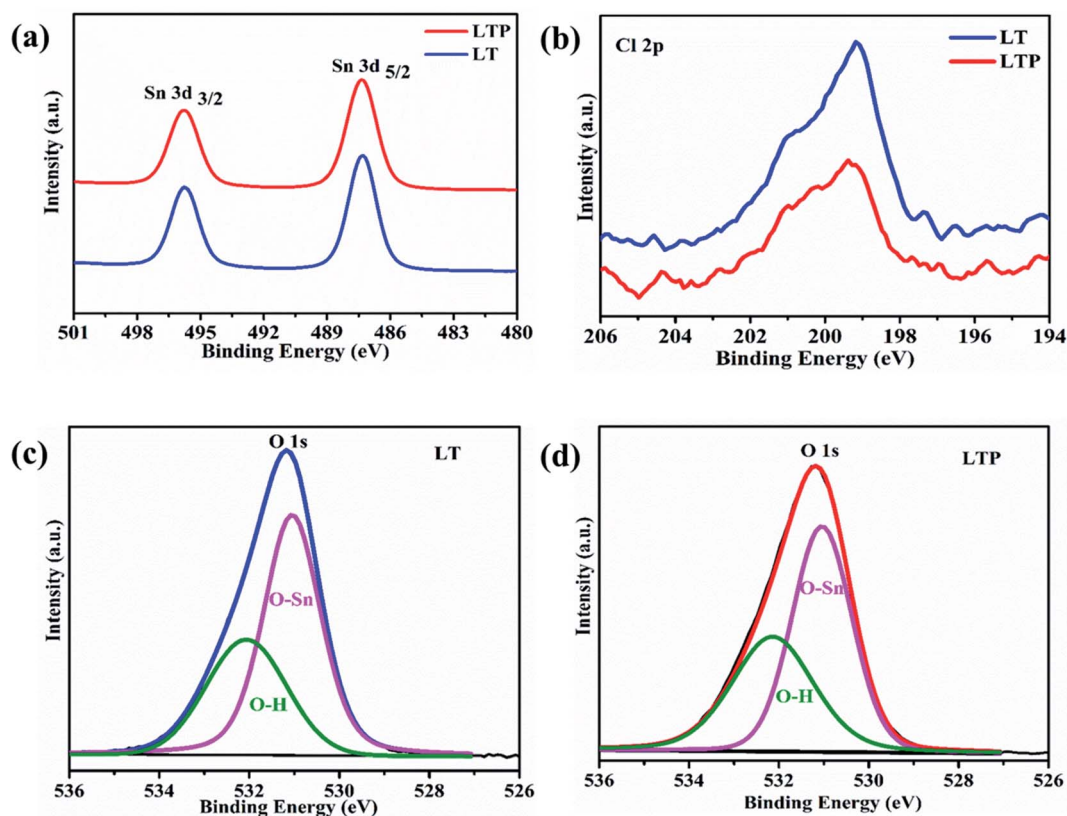 (a)
LTP
LT
Sn 3d 3/2
Sn 3d 5/2
Intensity (a.u.)
501 498 495 492 489 486 483 480
Binding Energy (eV)
(b)
Cl 2p
LT
LTP
Intensity (a.u.)
206 204 202 200 198 196 194
Binding Energy (eV)
(c)
O 1s
LT
O-Sn
O-H
Intensity (a.u.)
536 534 532 530 528 526
Binding Energy (eV)
(d)
O 1s
LTP
O-Sn
O-H
Intensity (a.u.)
536 534 532 530 528 526
Binding Energy (eV)